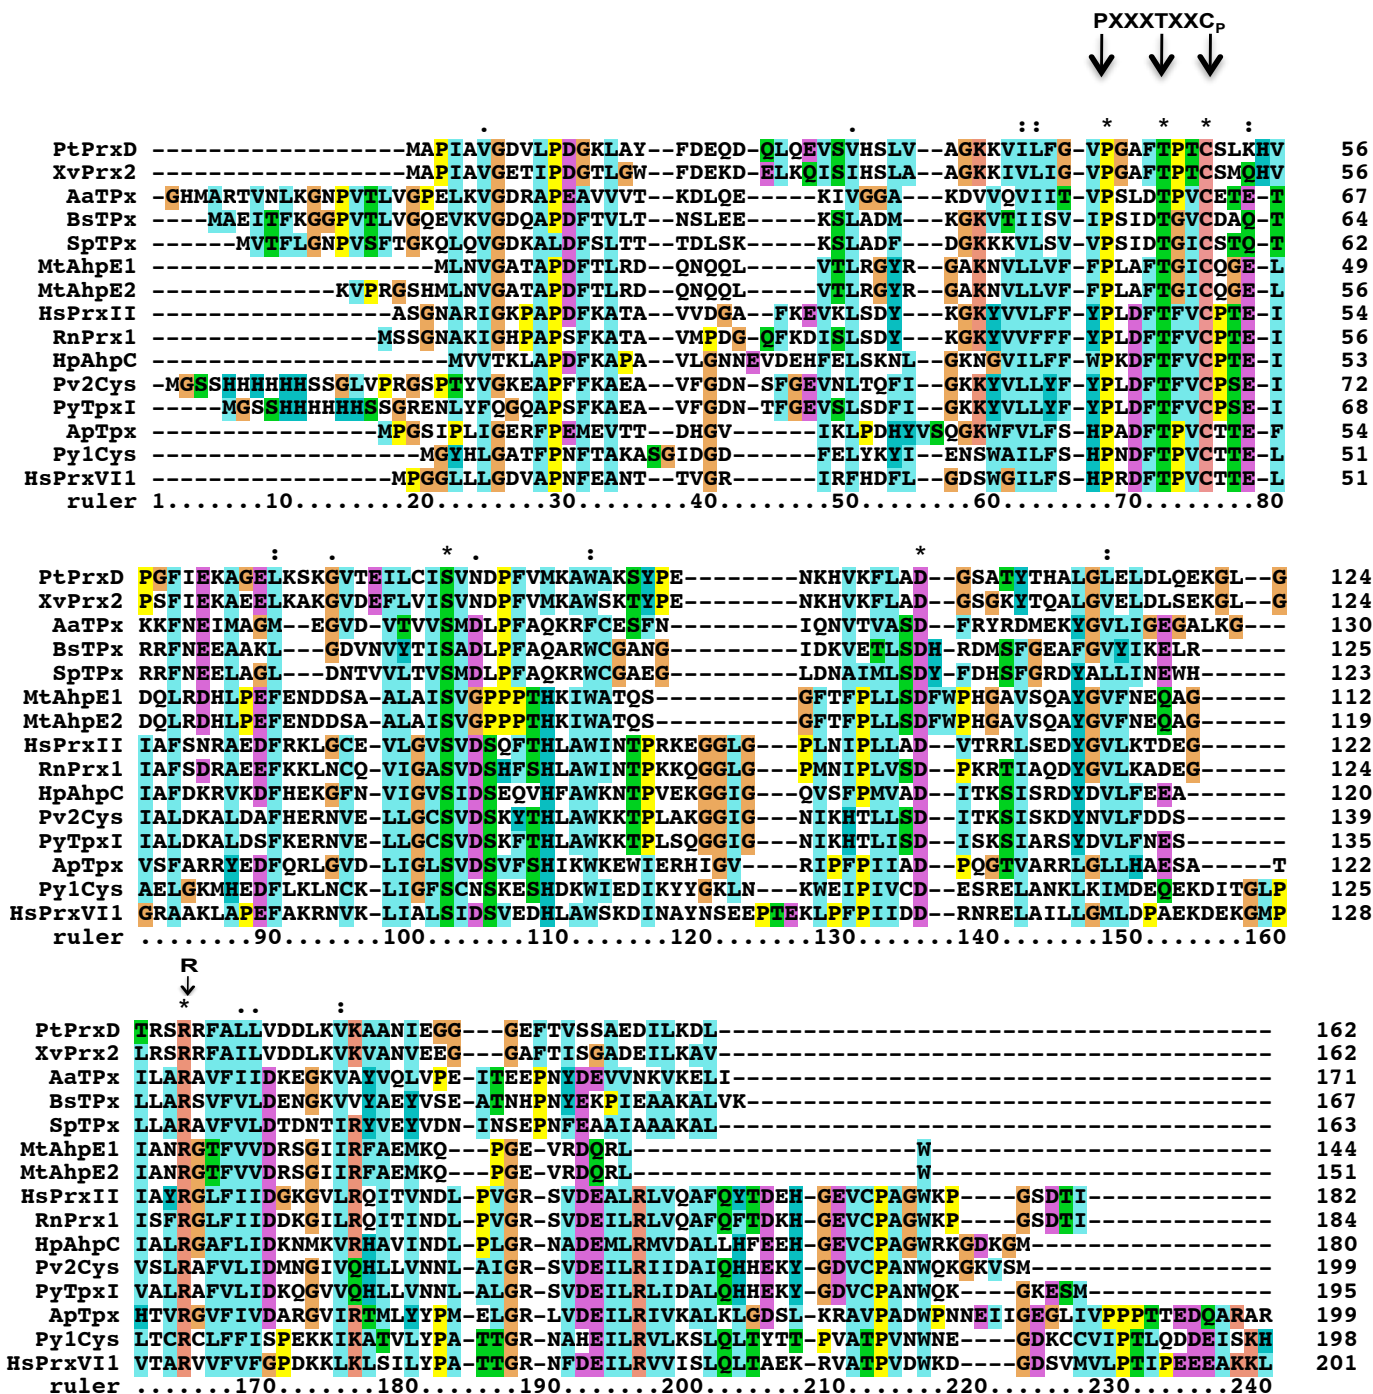 PXXXTXXCP
. . :: * * * :
PtPrxD ------------------MAPIAVGDVLPDGKLAY--FDEQD-QLQEVSVHSLV--AGKKVILFG-VPGAFTPTCSLKHV 56
XvPrx2 ------------------MAPIAVGETIPDGTLGW--FDEKD-ELKQISIHSLA--AGKKVILIG-VPGAFTPTCSMQHV 56
AaTPx -GHMARTVNLKGNPVTLVGPELKVGDRAPEAVVVT--KDLQE------KIVGGA---KDVVQVIIT-VPSLDTPVCETE-T 67
BsTPx ----MAEITFKGGPVTLVGQEVKVGDQAPDFTVLT--NSLEE------KSLADM---KGKVTIISV-IPSIDTGVCDAQ-T 64
SpTPx ------MVTFLGNPVSFTGKQLQVGDKALDFSLTT--TDLSK------KSLADF---DGKKKVLSV-VPSIDTGICSTQ-T 62
MtAhpE1 --------------------MLNVGATAPDFTLRD--QNQQL------VTLRGYR--GAKNVLLVF-FPLAFTGICQGE-L 49
MtAhpE2 -------------KVPRGSHMLNVGATAPDFTLRD--QNQQL------VTLRGYR--GAKNVLLVF-FPLAFTGICQGE-L 56
HsPrxII -----------------ASGNARIGKPAPDFKATA--VVDGA--FKEVKLSDY---KGKYVVLFF-YPLDFTFVCPTE-I 54
RnPrx1 ----------------MSSGNAKIGHPAPSFKATA--VMPDG-QFKDISLSDY---KGKYVVFFF-YPLDFTFVCPTE-I 56
HpAhpC ---------------------MVVTKLAPDFKAPA--VLGNNEVDEHFELSKNL--GKNGVILFF-WPKDFTFVCPTE-I 53
Pv2Cys -MGSSHHHHHHSSGLVPRGSPTYVGKEAPFFKAEA--VFGDN-SFGEVNLTQFI--GKKYVLLYF-YPLDFTFVCPSE-I 72
PyTpxI -----MGSSHHHHHHSSGRENLYFQGQAPSFKAEA--VFGDN-TFGEVSLSDFI--GKKYVLLYF-YPLDFTFVCPSE-I 68
ApTpx ----------------MPGSIPLIGERFPEMEVTT--DHGV------IKLPDHYVSQGKWFVLFS-HPADFTPVCTTE-F 54
Py1Cys -------------------MGYHLGATFPNFTAKASGIDGD------FELYKYI--ENSWAILFS-HPNDFTPVCTTE-L 51
HsPrxVI1 ------------------MPGGLLLGDVAPNFEANT--TVGR------IRFHDFL--GDSWGILFS-HPRDFTPVCTTE-L 51
ruler 1.......10........20........30........40........50........60........70........80
: . * . : * :
PtPrxD PGFIEKAGELKSKGVTEILCISVNDPFVMKAWAKSYPE--------NKHVKFLAD--GSATYTHALGLELDLQEKGL--G 124
XvPrx2 PSFIEKAEELKAKGVDEFLVISVNDPFVMKAWSKTYPE--------NKHVKFLAD--GSGKYTQALGVELDLSEKGL--G 124
AaTPx KKFNEIMAGM--EGVD-VTVVSMDLPFAQKRFCESFN---------IQNVTVASD--FRYRDMEKYGVLIGEGALKG--- 130
BsTPx RRFNEEAAKL---GDVNVYTISADLPFAQARWCGANG---------IDKVETLSDH-RDMSFGEAFGVYIKELR------ 125
SpTPx RRFNEELAGL---DNTVVLTVSMDLPFAQKRWCGAEG---------LDNAIMLSDY-FDHSFGRDYALLINEWH------ 123
MtAhpE1 DQLRDHLPEFENDDSA-ALAISVGPPPTHKIWATQS----------GFTFPLLSDFWPHGAVSQAYGVFNEQAG------ 112
MtAhpE2 DQLRDHLPEFENDDSA-ALAISVGPPPTHKIWATQS----------GFTFPLLSDFWPHGAVSQAYGVFNEQAG------ 119
HsPrxII IAFSNRAEDFRKLGCE-VLGVSVDSQFTHLAWINTPRKEGGLG---PLNIPLLAD--VTRRLSEDYGVLKTDEG------ 122
RnPrx1 IAFSDRAEEFKKLNCQ-VIGASVDSHFSHLAWINTPKKQGGLG---PMNIPLVSD--PKRTIAQDYGVLKADEG------ 124
HpAhpC IAFDKRVKDFHEKGFN-VIGVSIDSEQVHFAWKNTPVEKGGIG---QVSFPMVAD--ITKSISRDYDVLFEEA------- 120
Pv2Cys IALDKALDAFHERNVE-LLGCSVDSKYTHLAWKKTPLAKGGIG---NIKHTLLSD--ITKSISKDYNVLFDDS------- 139
PyTpxI IALDKALDSFKERNVE-LLGCSVDSKFTHLAWKKTPLSQGGIG---NIKHTLISD--ISKSIARSYDVLFNES------- 135
ApTpx VSFARRYEDFQRLGVD-LIGLSVDSVFSHIKWKEWIERHIGV----RIPFPIIAD--PQGTVARRLGLLHAESA-----T 122
Py1Cys AELGKMHEDFLKLNCK-LIGFSCNSKESHDKWIEDIKYYGKLN---KWEIPIVCD--ESRELANKLKIMDEQEKDITGLP 125
HsPrxVI1 GRAAKLAPEFAKRNVK-LIALSIDSVEDHLAWSKDINAYNSEEPTEKLPFPIIDD--RNRELAILLGMLDPAEKDEKGMP 128
ruler ........90.......100.......110.......120.......130.......140.......150.......160
R
* .. :
PtPrxD TRSRRFALLVDDLKVKAANIEGG---GEFTVSSAEDILKDL--------------------------------------- 162
XvPrx2 LRSRRFAILVDDLKVKVANVEEG---GAFTISGADEILKAV--------------------------------------- 162
AaTPx ILARAVFIIDKEGKVAYVQLVPE-ITEEPNYDEVVNKVKELI-------------------------------------- 171
BsTPx LLARSVFVLDENGKVVYAEYVSE-ATNHPNYEKPIEAAKALVK------------------------------------- 167
SpTPx LLARAVFVLDTDNTIRYVEYVDN-INSEPNFEAAIAAAKAL--------------------------------------- 163
MtAhpE1 IANRGTFVVDRSGIIRFAEMKQ---PGE-VRDQRL--------------------W------------------------ 144
MtAhpE2 IANRGTFVVDRSGIIRFAEMKQ---PGE-VRDQRL--------------------W------------------------ 151
HsPrxII IAYRGLFIIDGKGVLRQITVNDL-PVGR-SVDEALRLVQAFQYTDEH-GEVCPAGWKP----GSDTI------------- 182
RnPrx1 ISFRGLFIIDDKGILRQITINDL-PVGR-SVDEILRLVQAFQFTDKH-GEVCPAGWKP----GSDTI------------- 184
HpAhpC IALRGAFLIDKNMKVRHAVINDL-PLGR-NADEMLRMVDALLHFEEH-GEVCPAGWRKGDKGM----------------- 180
Pv2Cys VSLRAFVLIDMNGIVQHLLVNNL-AIGR-SVDEILRIIDAIQHHEKY-GDVCPANWQKGKVSM----------------- 199
PyTpxI VALRAFVLIDKQGVVQHLLVNNL-ALGR-SVDEILRLIDALQHHEKY-GDVCPANWQK----GKESM------------- 195
ApTpx HTVRGVFIVDARGVIRTMLYYPM-ELGR-LVDEILRIVKALKLGDSL-KRAVPADWPNNEIIGEGLIVPPPTTEDQARAR 199
Py1Cys LTCRCLFFISPEKKIKATVLYPA-TTGR-NAHEILRVLKSLQLTYTT-PVATPVNWNE----GDKCCVIPTLQDDEISKH 198
HsPrxVI1 VTARVVFVFGPDKKLKLSILYPA-TTGR-NFDEILRVVISLQLTAEK-RVATPVDWKD----GDSVMVLPTIPEEEAKKL 201
ruler .......170.......180.......190.......200.......210.......220.......230.......240